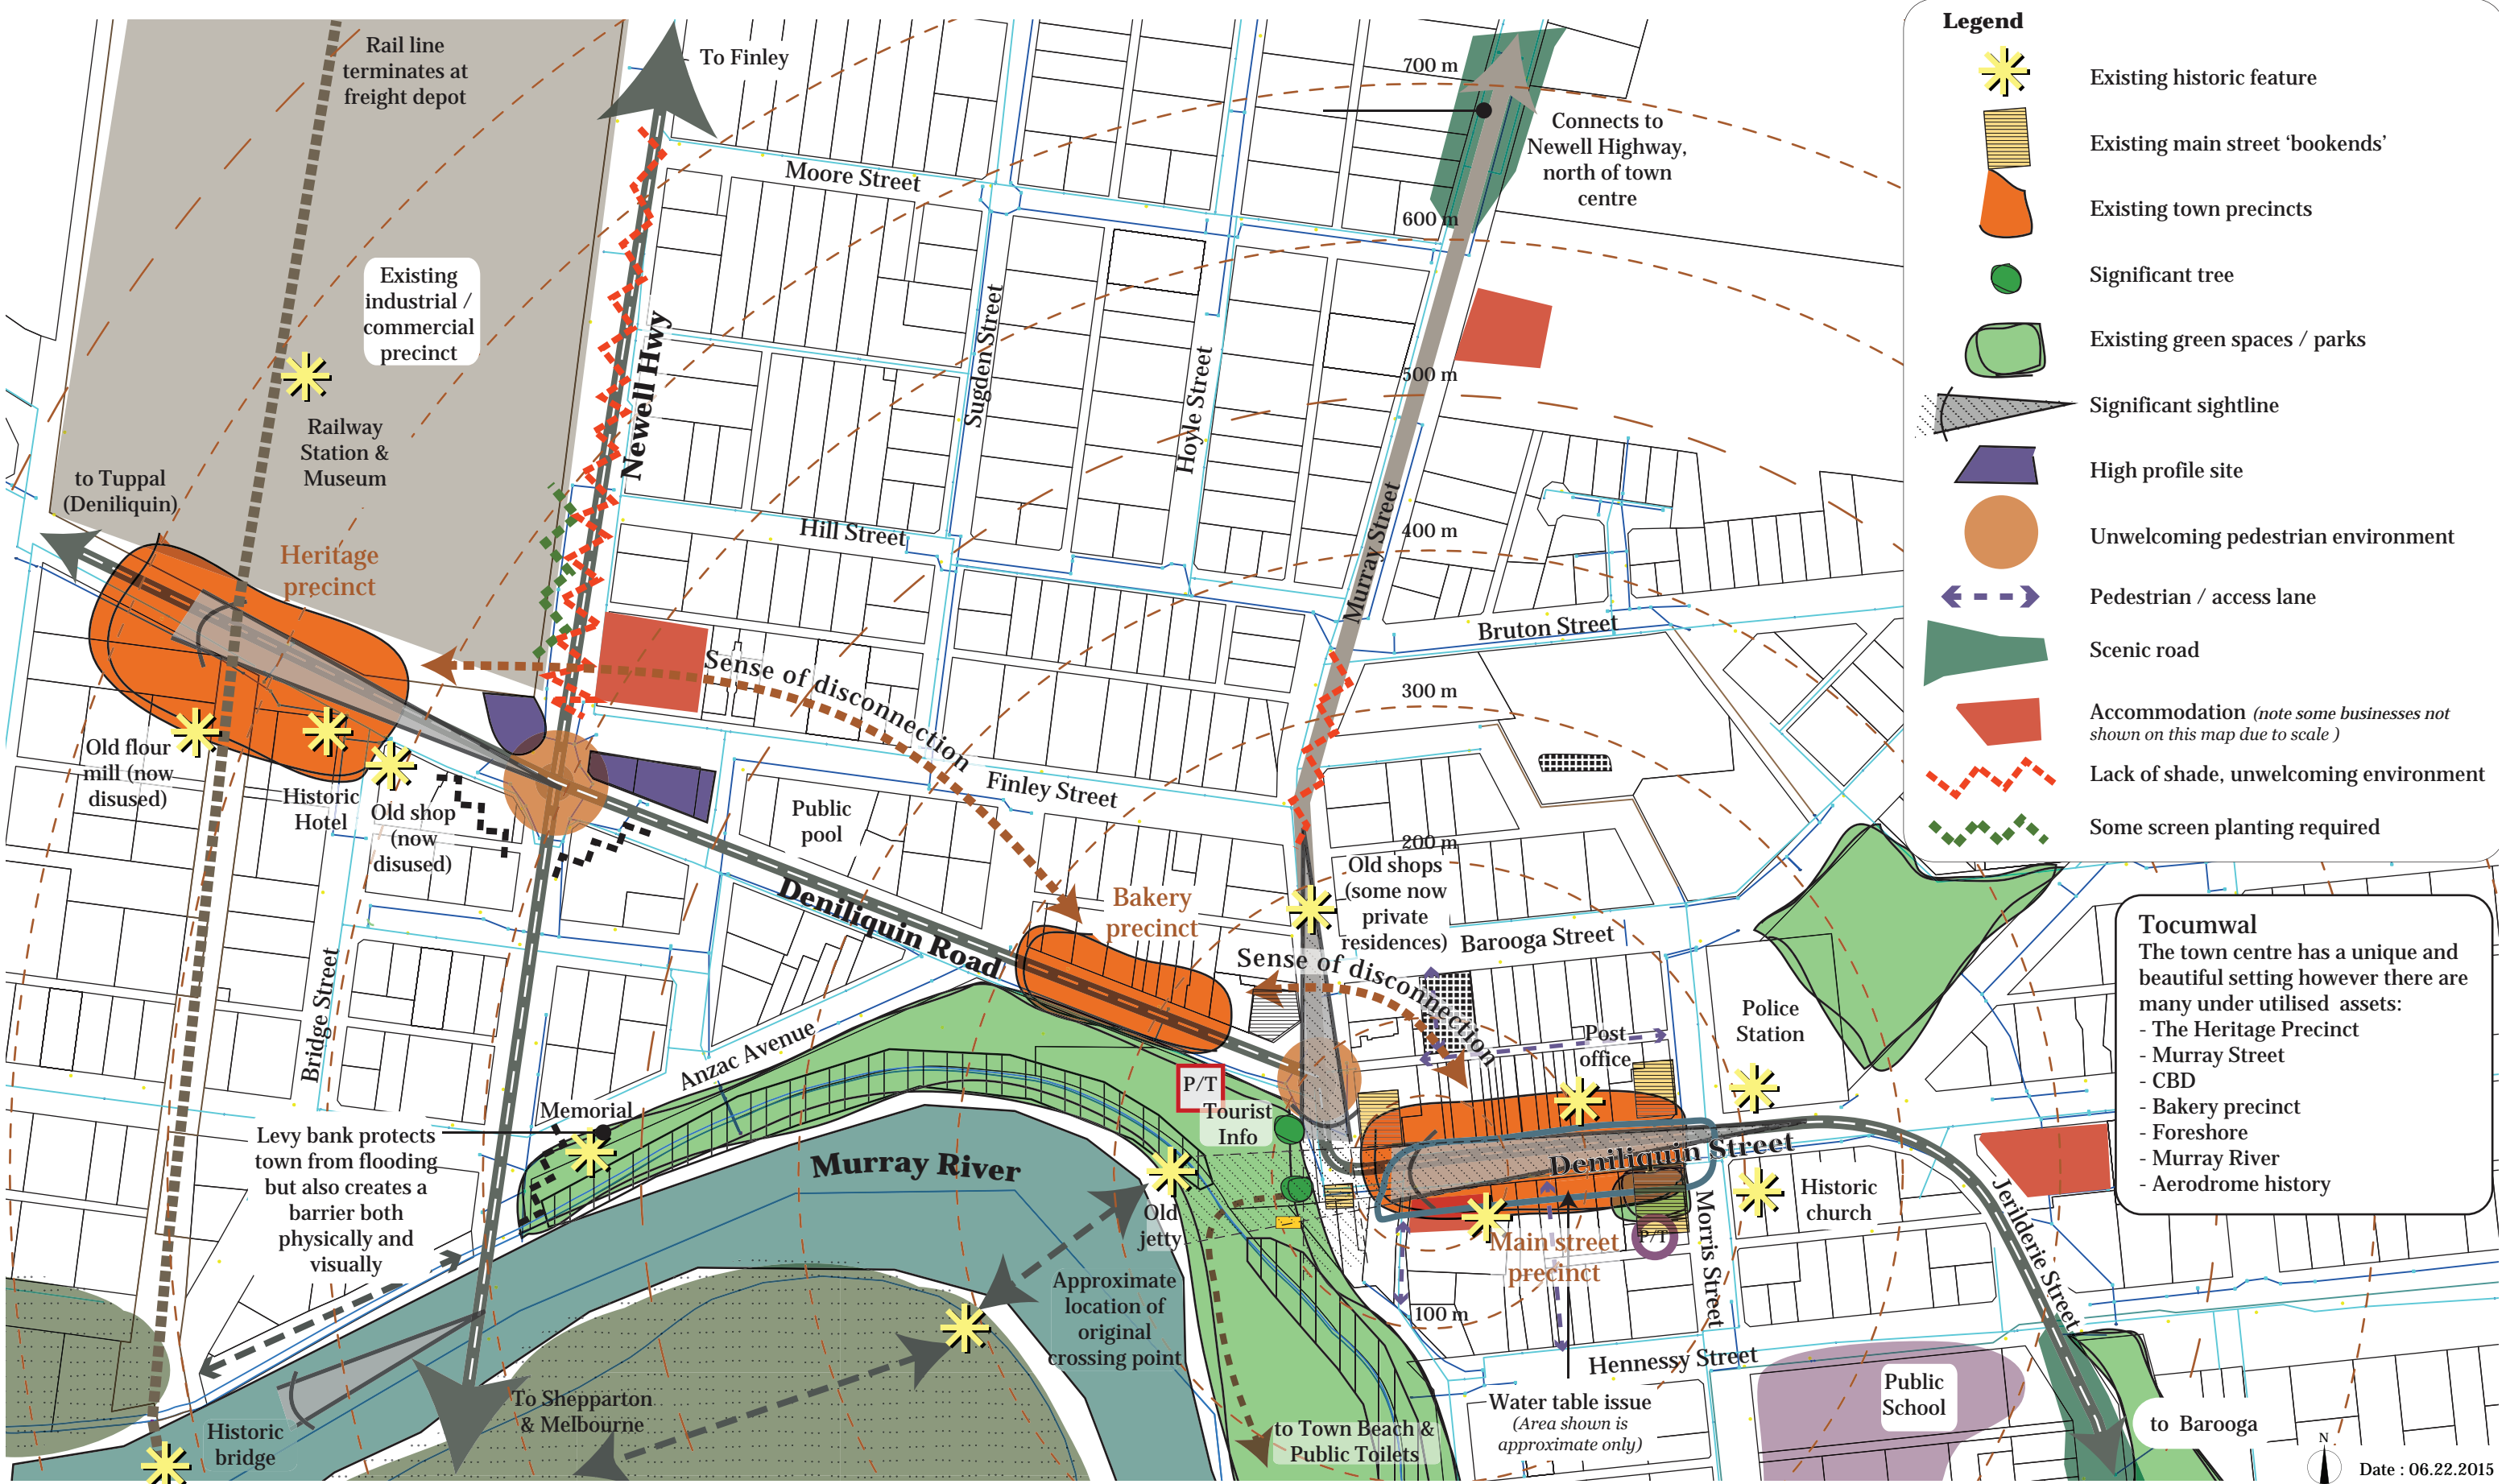 Rail line
terminates at
freight depot
To Finley
700 m
Connects to
Newell Highway,
north of town
centre
Moore Street
600 m
Existing
industrial /
commercial
precinct
Newell Hwy
Sugden Street
Hoyle Street
500 m
Railway
Station &
Museum
to Tuppal
(Deniliquin)
Hill Street
400 m
Murray Street
Heritage
precinct
Bruton Street
Sense of disconnection
300 m
Old flour
mill (now
disused)
Historic
Hotel
Old shop
(now
disused)
Public
pool
Finley Street
200 m
Old shops
(some now
private
residences)
Bakery
precinct
Deniliquin Road
Barooga Street
Sense of disconnection
Bridge Street
Anzac Avenue
Post
office
Police
Station
P/T
Tourist
Info
Memorial
Levy bank protects
town from flooding
but also creates a
barrier both
physically and
visually
Murray River
Deniliquin Street
Old
jetty
Historic
church
Main street
precinct
P/T
Morris Street
Jerilderie Street
Approximate
location of
original
crossing point
100 m
Hennessy Street
Water table issue
(Area shown is
approximate only)
Public
School
To Shepparton
& Melbourne
Historic
bridge
to Town Beach &
Public Toilets
to Barooga
Legend
Existing historic feature
Existing main street ‘bookends’
Existing town precincts
Significant tree
Existing green spaces / parks
Significant sightline
High profile site
Unwelcoming pedestrian environment
Pedestrian / access lane
Scenic road
Accommodation (note some businesses not
shown on this map due to scale )
Lack of shade, unwelcoming environment
Some screen planting required
Tocumwal
The town centre has a unique and
beautiful setting however there are
many under utilised assets:
- The Heritage Precinct
- Murray Street
- CBD
- Bakery precinct
- Foreshore
- Murray River
- Aerodrome history
N
Date : 06.22.2015